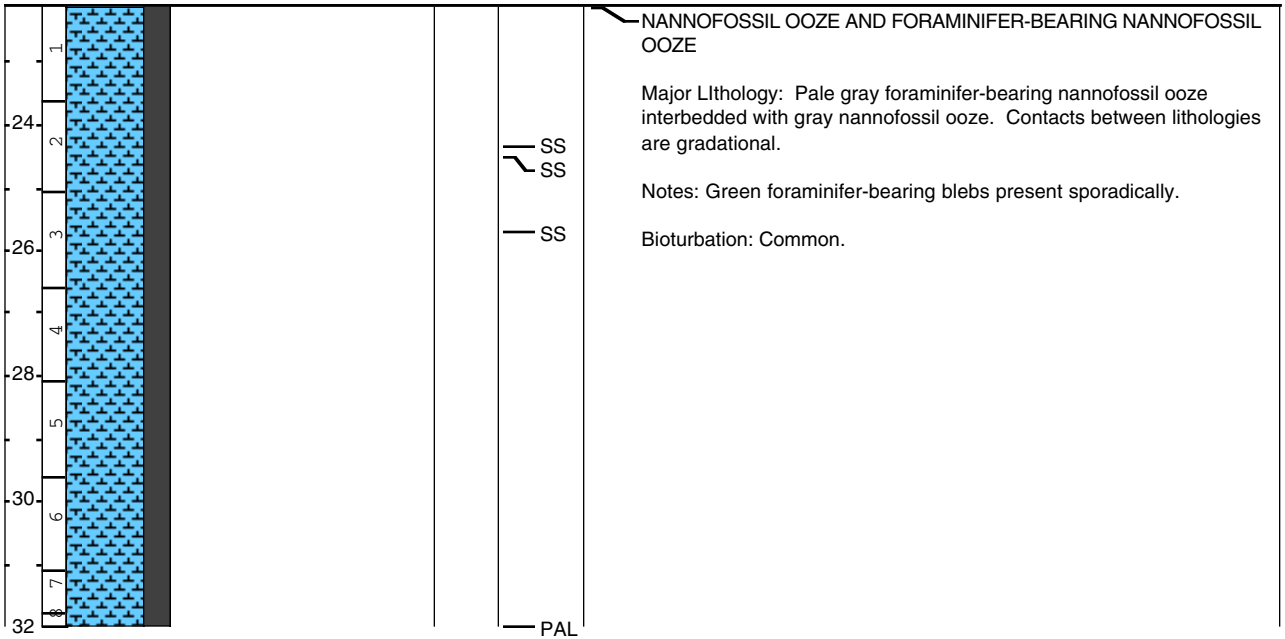 NANNOFOSSIL OOZE AND FORAMINIFER-BEARING NANNOFOSSIL
OOZE
Major LIthology: Pale gray foraminifer-bearing nannofossil ooze
interbedded with gray nannofossil ooze. Contacts between lithologies
are gradational.
Notes: Green foraminifer-bearing blebs present sporadically.
Bioturbation: Common.
1
24
2
SS
SS
3
SS
26
4
28
5
30
6
7
8
32
PAL